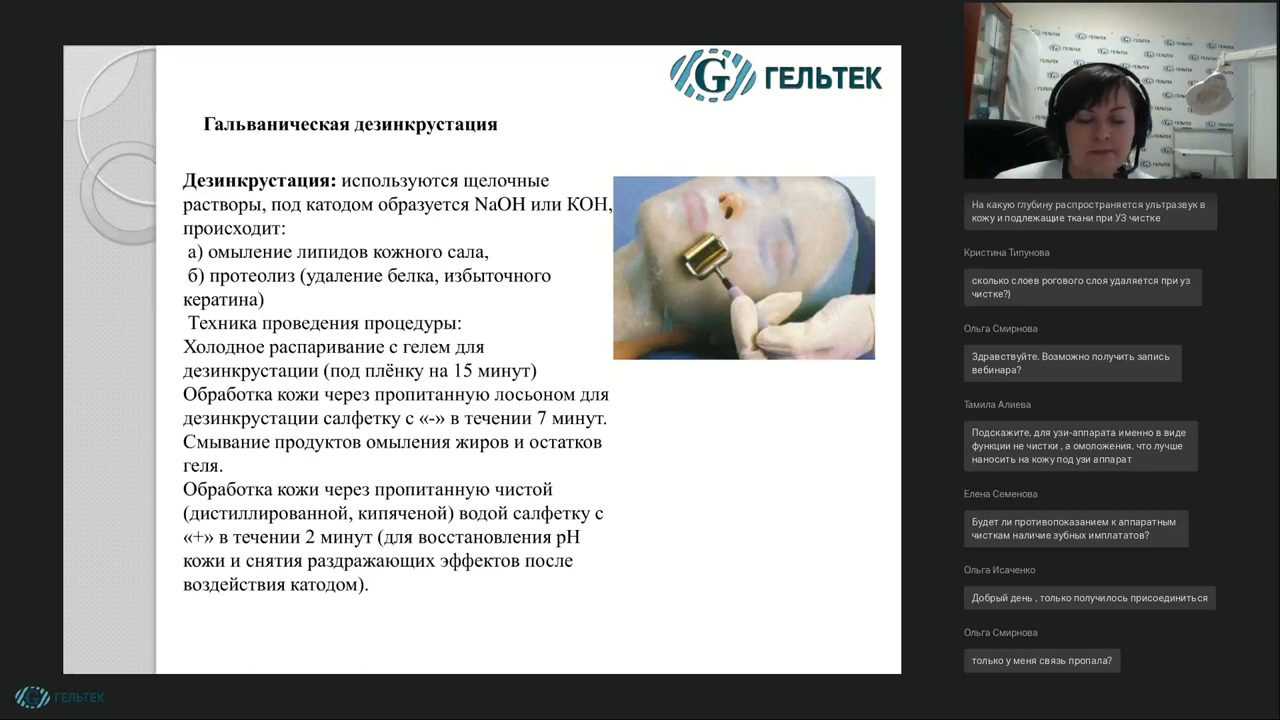 ГЕЛЬТЕК
Гальваническая дезинкрустация
Дезинкрустация: используются щелочные
растворы, под катодом образуется NaOH или КОН,
происходит:
а) омыление липидов кожного сала,
б) протеолиз (удаление белка, избыточного
кератина)
Техника проведения процедуры:
Холодное распаривание с гелем для
дезинкрустации (под плёнку на 15 минут)
Обработка кожи через пропитанную лосьоном для
дезинкрустации салфетку с «-» в течении 7 минут.
Смывание продуктов омыления жиров и остатков
геля.
Обработка кожи через пропитанную чистой
(дистиллированной, кипяченой) водой салфетку с
«+» в течении 2 минут (для восстановления pH
кожи и снятия раздражающих эффектов после
воздействия катодом).
ГЕЛЬТЕК
На какую глубину распространяется ультразвук в
кожу и подлежащие ткани при УЗ чистке
Кристина Типунова
сколько слоев рогового слоя удаляется при уз
чистке?)
Ольга Смирнова
Здравствуйте. Возможно получить запись
вебинара?
Тамила Алиева
Подскажите, для узи-аппарата именно в виде
функции не чистки , а омоложения, что лучше
наносить на кожу под узи аппарат
Елена Семенова
Будет ли противопоказанием к аппаратным
чисткам наличие зубных имплататов?
Ольга Исаченко
Добрый день , только получилось присоединиться
Ольга Смирнова
только у меня связь пропала?